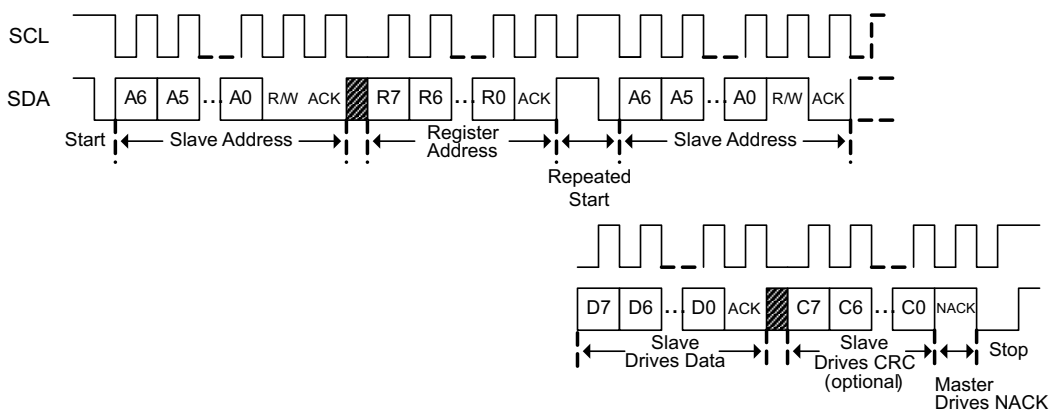 SCL
SDA A6 A5 ... A0 R/W ACK R7 R6 ... R0 ACK A6 A5 ... A0 R/W ACK
Start Slave Address Register Address Slave Address
Repeated Start
D7 D6 ... D0 ACK C7 C6 ... C0 NACK
Slave Drives Data Slave Drives CRC (optional) Stop
Master Drives NACK